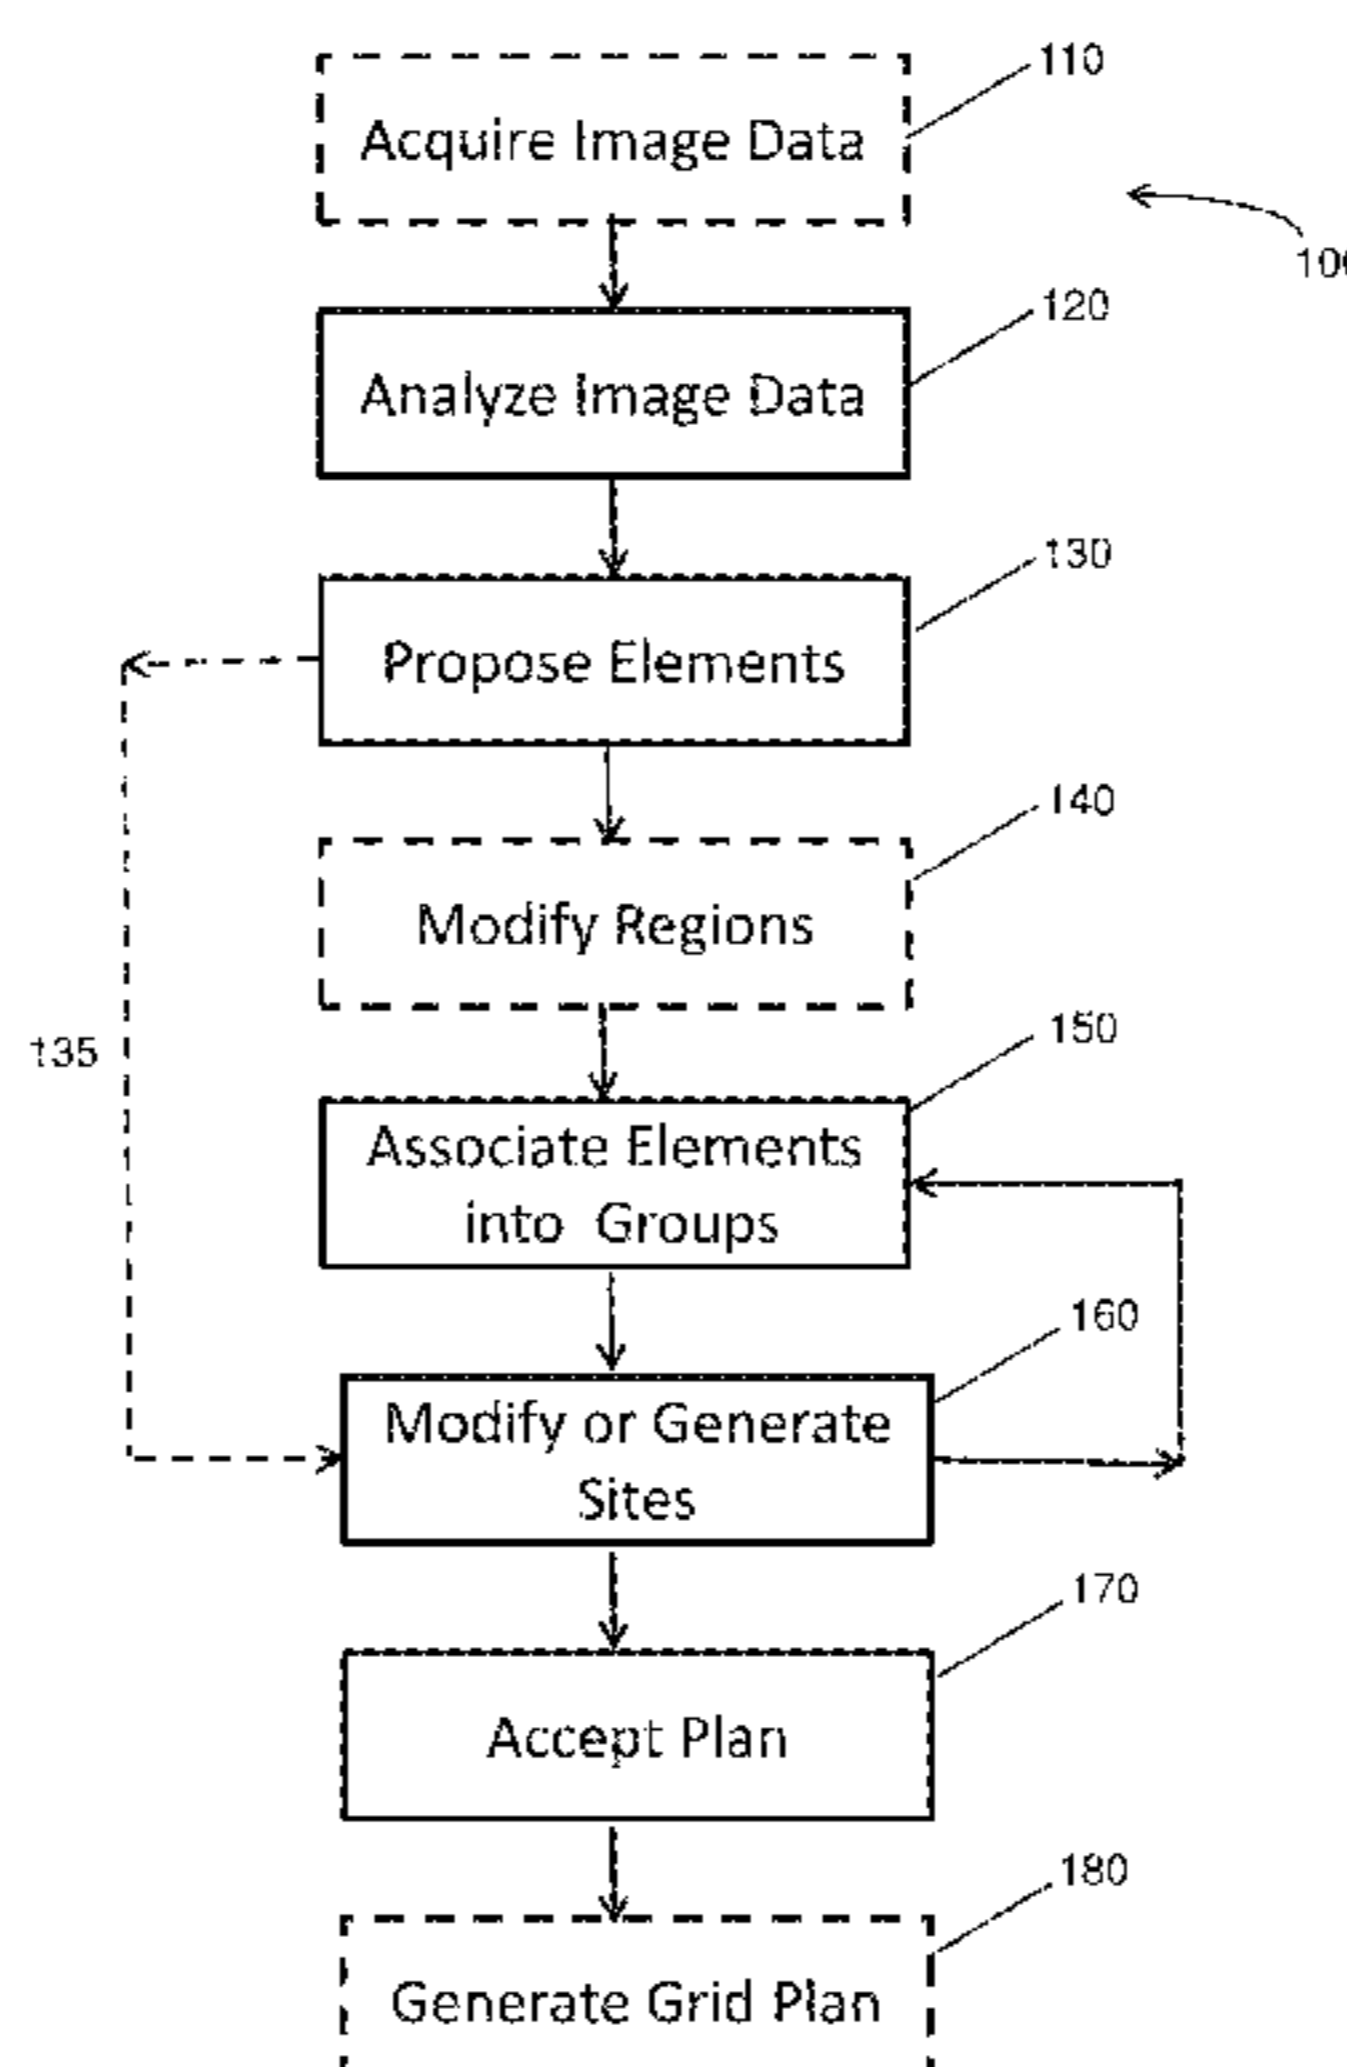 110
Acquire Image Data
120
Analyze Image Data
130
Propose Elements
140
Modify Regions
135
150
Associate Elements
into Groups
160
Modify or Generate
Sites
170
Accept Plan
180
Generate Grid Plan